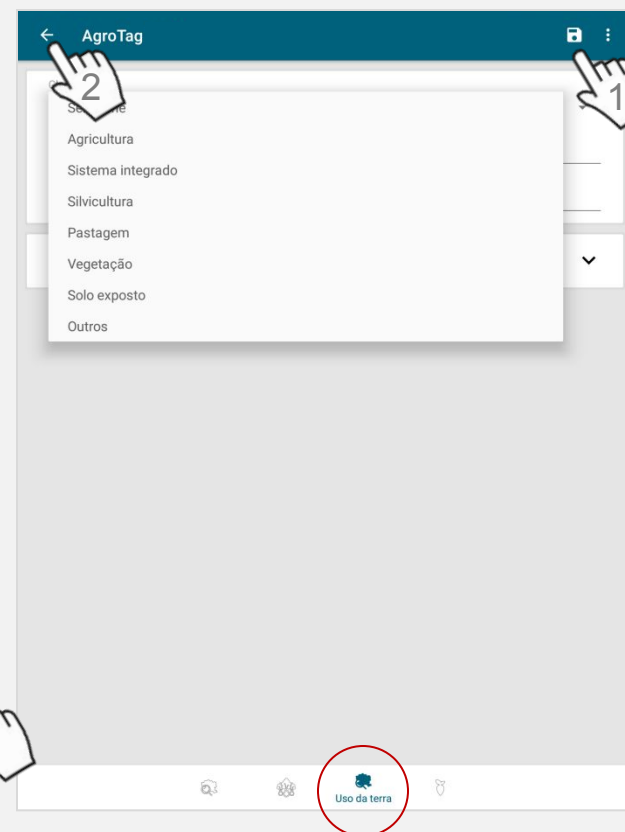 AgroTag
2
1
Agricultura
Sistema integrado
Silvicultura
Pastagem
Vegetação
Solo exposto
Outros
Uso da terra